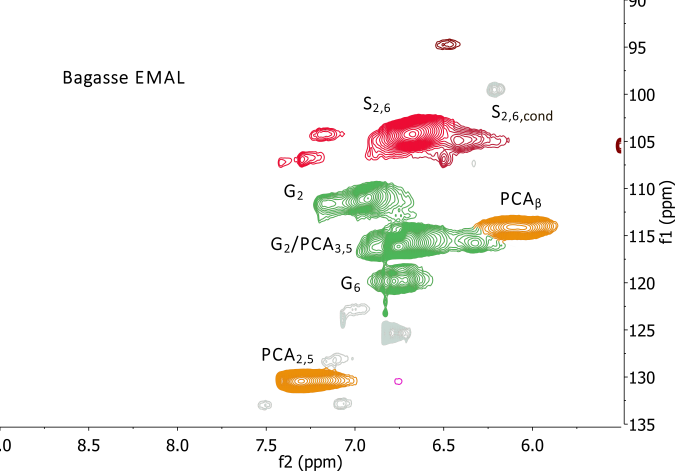 90
95
Bagasse EMAL
100
S2,6
S2,6,cond
105
110
G2
PCAβ
115
G2/PCA3,5
f1 (ppm)
G6
120
125
PCA2,5
130
135
.0
8.5
8.0
7.5
7.0
6.5
6.0
f2 (ppm)